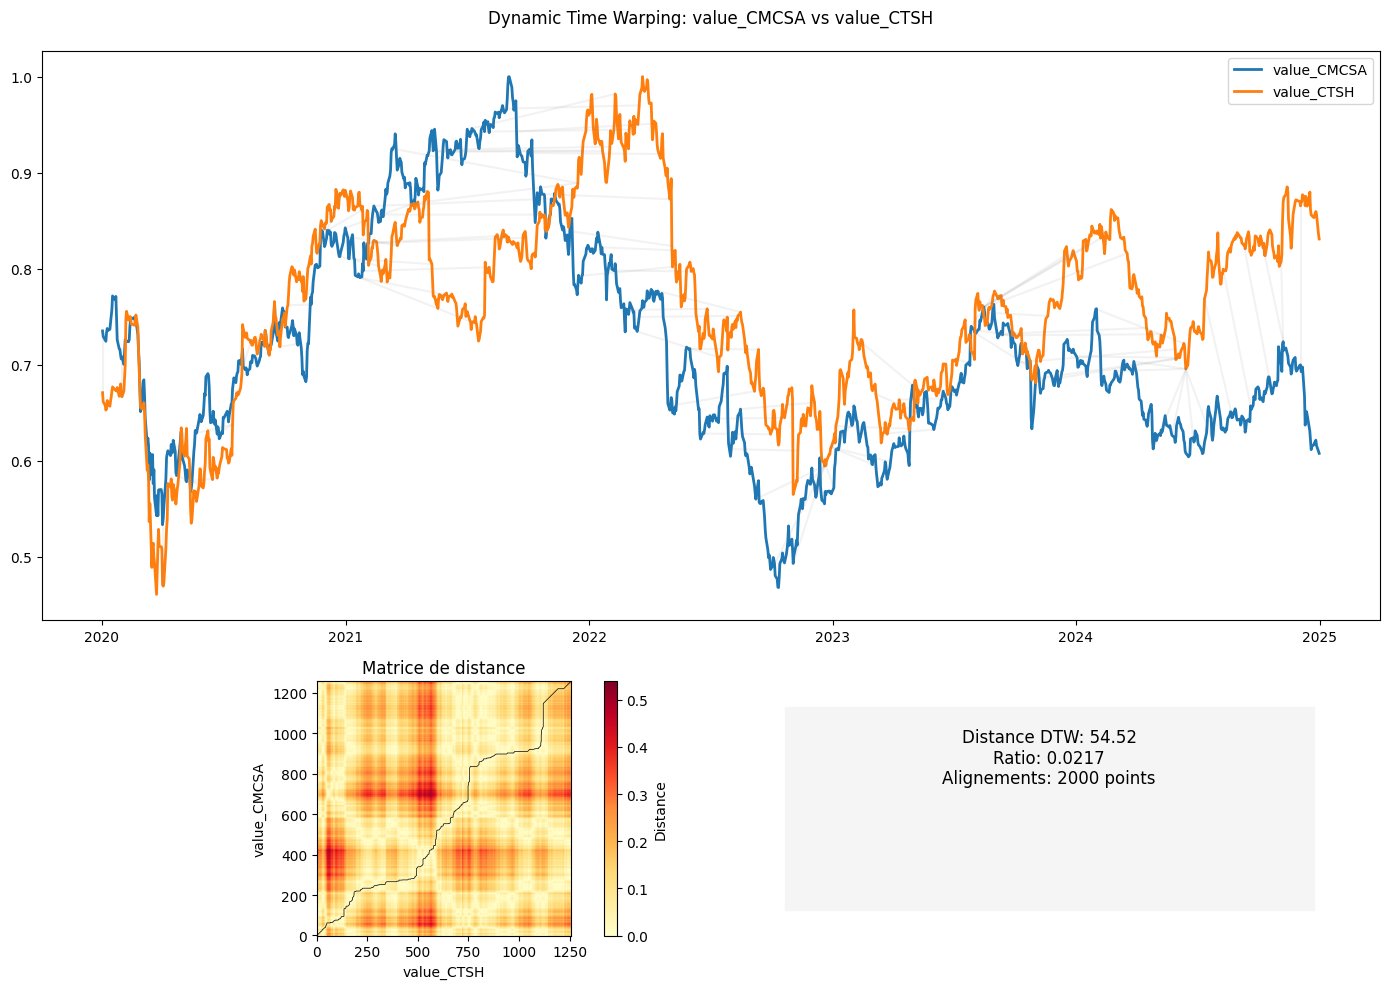 Dynamic Time Warping: value_CMCSA vs value_CTSH
1.0
0.9
0.8
0.7
0.6
0.5
value_CMCSA
value_CTSH
2020 2021 2022 2023 2024 2025
Matrice de distance
1200
1000
800
600
400
200
0
value_CMCSA
0 250 500 750 1000 1250
value_CTSH
0.5
0.4
0.3
0.2
0.1
0.0
Distance
Distance DTW: 54.52
Ratio: 0.0217
Alignements: 2000 points